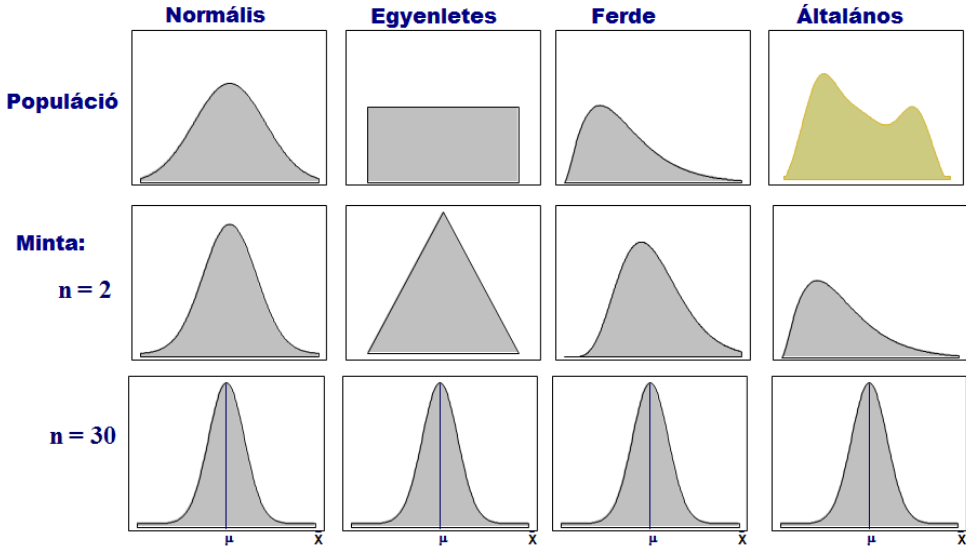 Normális Egyenletes Ferde Általános
Populáció
Minta:
n = 2
n = 30
μ x̄ μ x̄ μ x̄ μ x̄